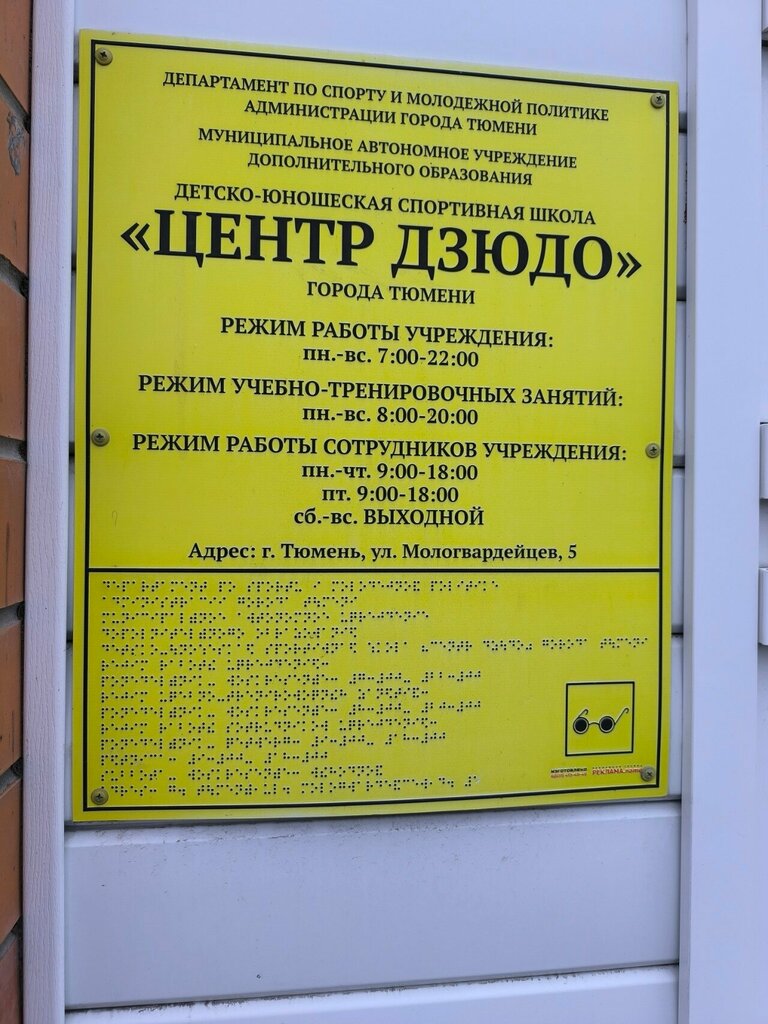 ДЕПАРТАМЕНТ ПО СПОРТУ И МОЛОДЕЖНОЙ ПОЛИТИКЕ
АДМИНИСТРАЦИИ ГОРОДА ТЮМЕНИ
МУНИЦИПАЛЬНОЕ АВТОНОМНОЕ УЧРЕЖДЕНИЕ
ДОПОЛНИТЕЛЬНОГО ОБРАЗОВАНИЯ
ДЕТСКО-ЮНОШЕСКАЯ СПОРТИВНАЯ ШКОЛА
«ЦЕНТР ДЗЮДО»
ГОРОДА ТЮМЕНИ
РЕЖИМ РАБОТЫ УЧРЕЖДЕНИЯ:
пн.-вс. 7:00-22:00
РЕЖИМ УЧЕБНО-ТРЕНИРОВОЧНЫХ ЗАНЯТИЙ:
пн.-вс. 8:00-20:00
РЕЖИМ РАБОТЫ СОТРУДНИКОВ УЧРЕЖДЕНИЯ:
пн.-чт. 9:00-18:00
пт. 9:00-18:00
сб.-вс. ВЫХОДНОЙ
Адрес: г. Тюмень, ул. Мологвардейцев, 5
ИЗГОТОВЛЕНО
РЕКЛАМА